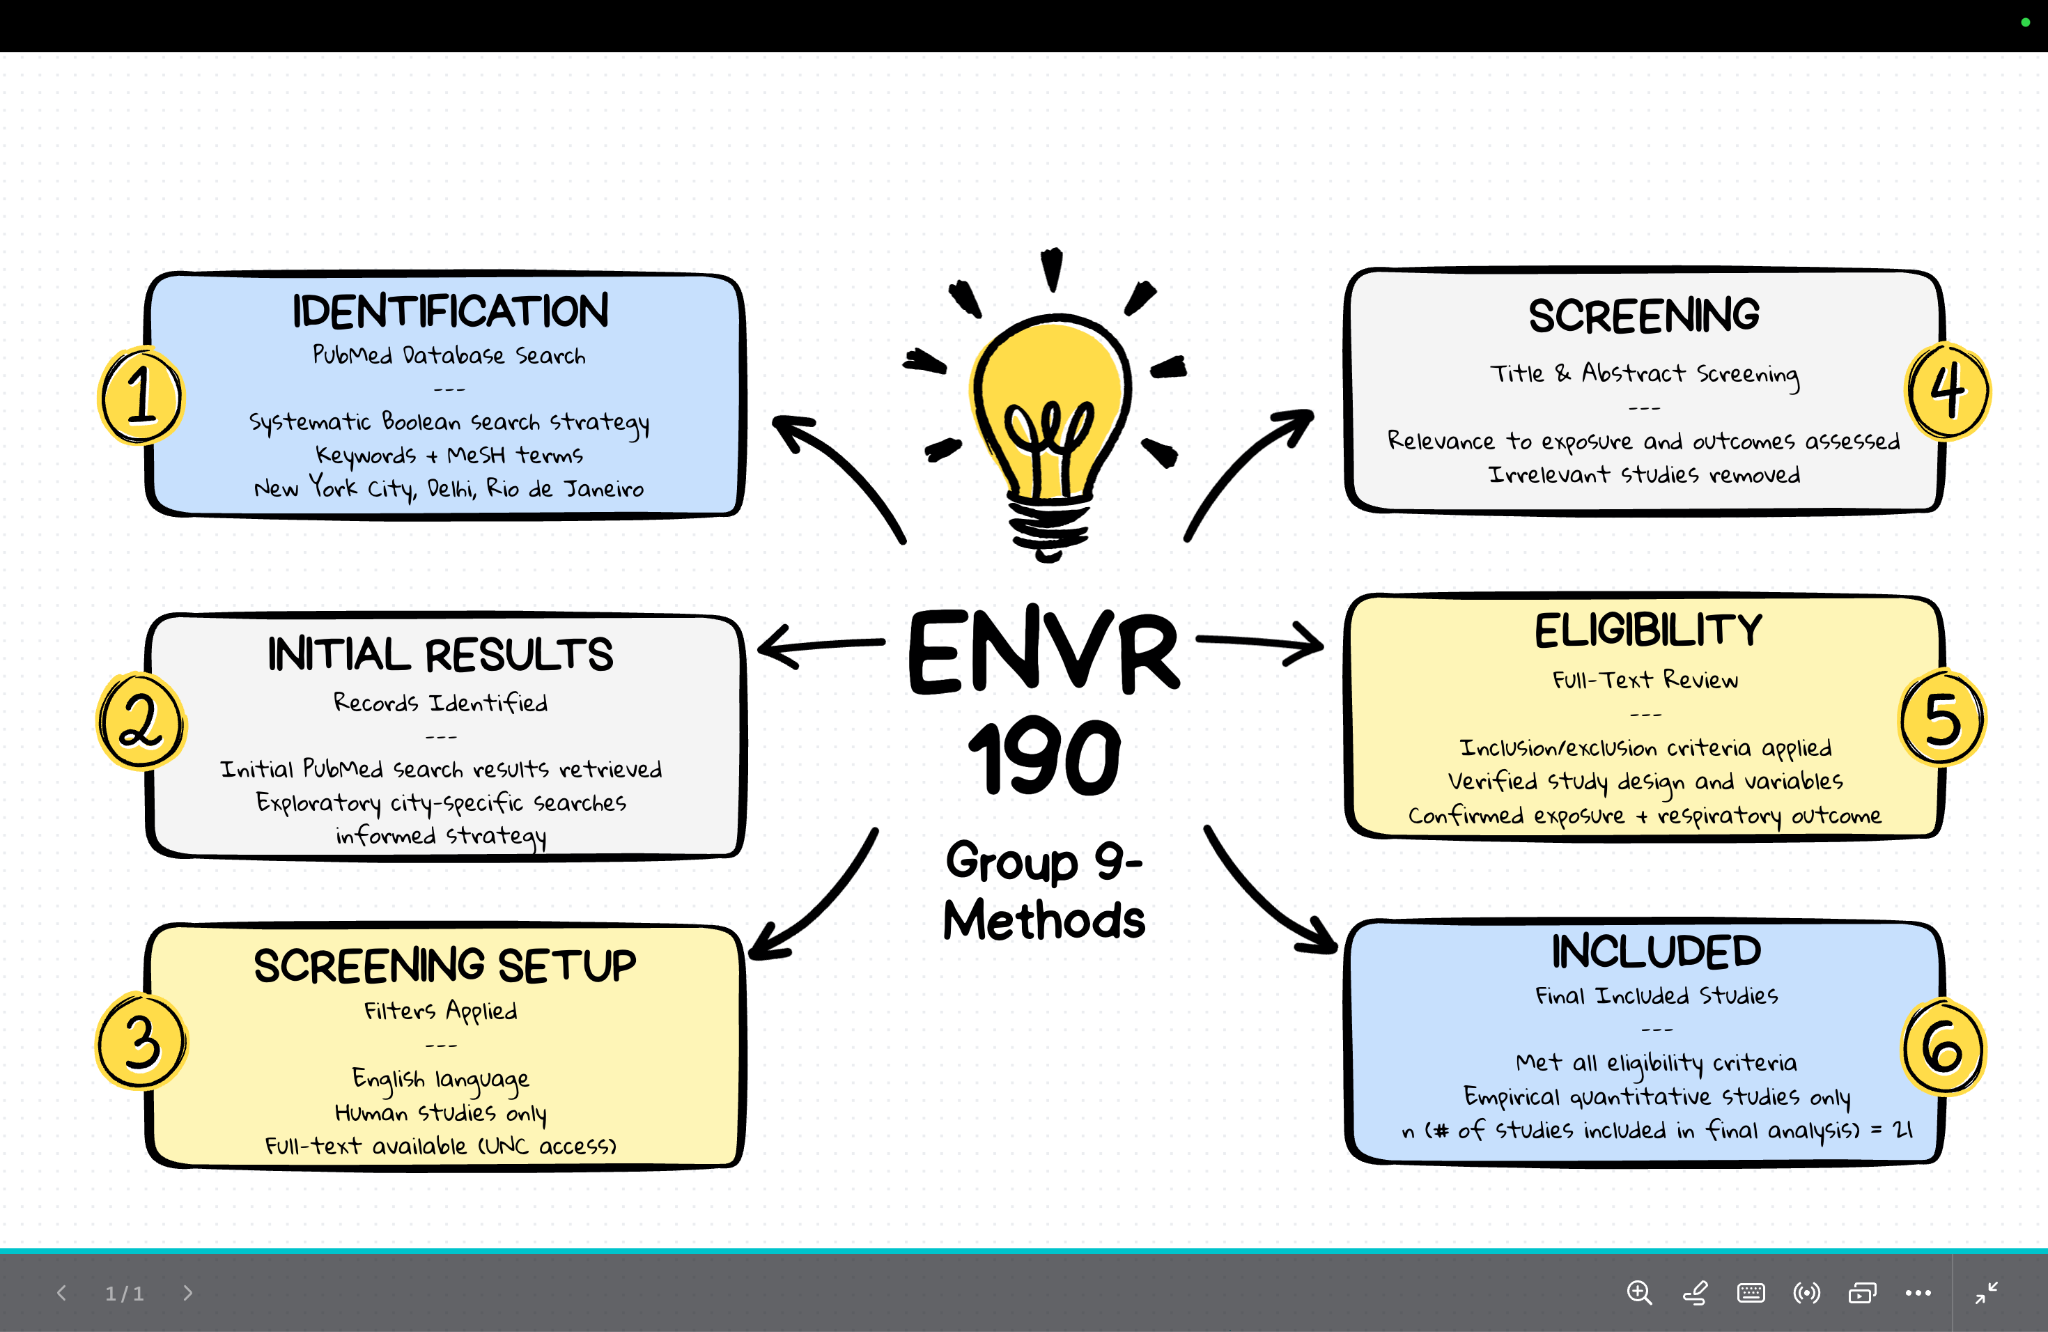 1
IDENTIFICATION
PubMed Database Search
---
Systematic Boolean search strategy
Keywords + MeSH terms
New York City, Delhi, Rio de Janeiro
2
INITIAL RESULTS
Records Identified
---
Initial PubMed search results retrieved
Exploratory city-specific searches
informed strategy
3
SCREENING SETUP
Filters Applied
---
English language
Human studies only
Full-text available (UNC access)
ENVR
190
Group 9-
Methods
4
SCREENING
Title & Abstract Screening
---
Relevance to exposure and outcomes assessed
Irrelevant studies removed
5
ELIGIBILITY
Full-Text Review
---
Inclusion/exclusion criteria applied
Verified study design and variables
Confirmed exposure + respiratory outcome
6
INCLUDED
Final Included Studies
---
Met all eligibility criteria
Empirical quantitative studies only
n (# of studies included in final analysis) = 21
1/1